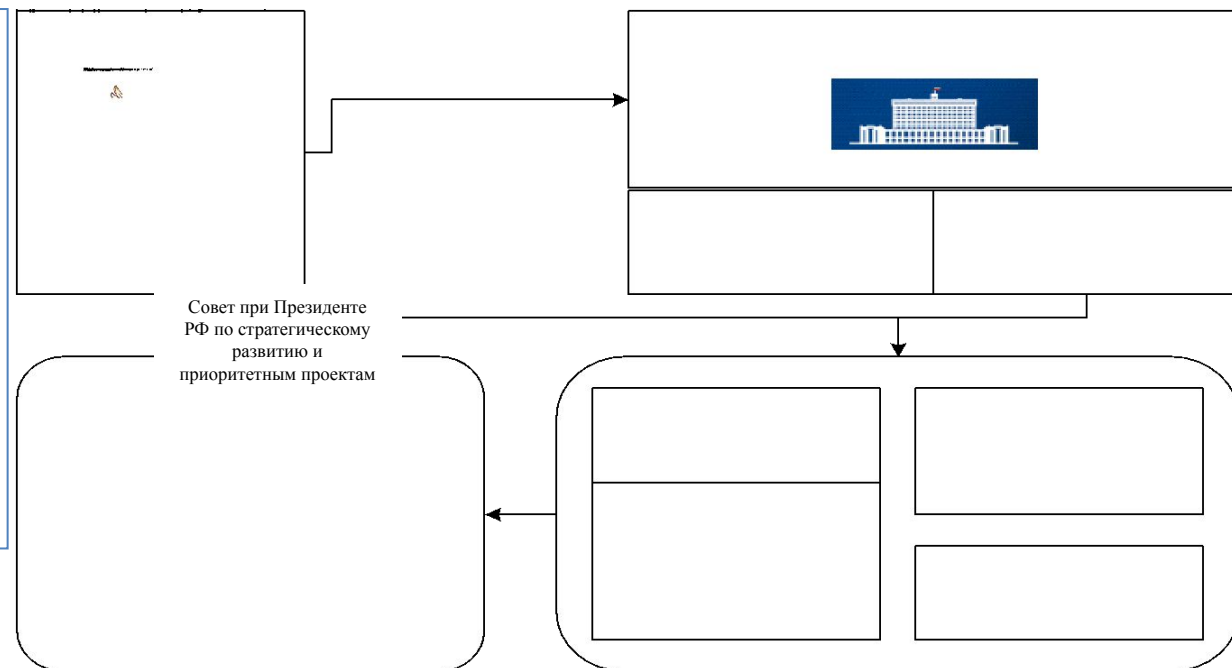 Совет при Президенте
РФ по стратегическому
развитию и
приоритетным проектам